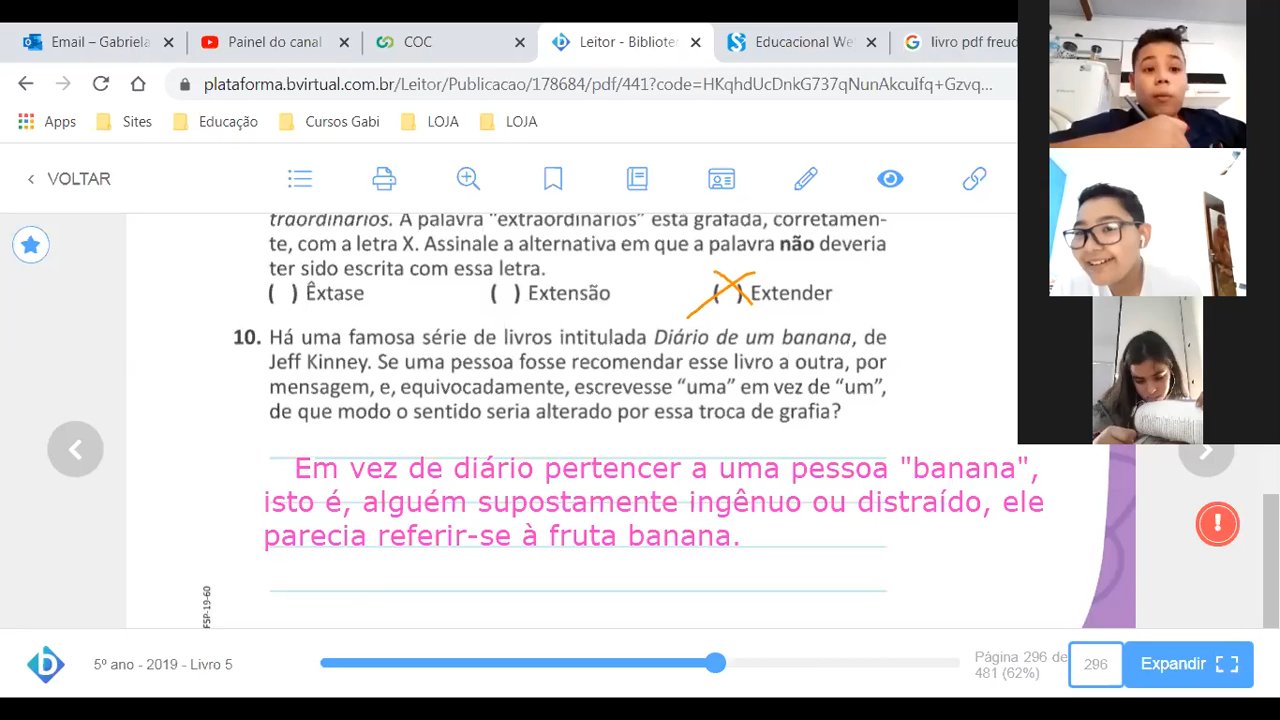 Email – Gabriela
Painel do canal
COC
Leitor - Bibliote
Educacional We
livro pdf freud
plataforma.bvirtual.com.br/Leitor/Publicacao/178684/pdf/441?code=HKqhdUcDnkG737qNunAkcuIfq+Gzvq...
Apps Sites Educação Cursos Gabi LOJA LOJA
VOLTAR
traordinários. A palavra "extraordinários" está grafada, corretamen-
te, com a letra X. Assinale a alternativa em que a palavra não deveria
ter sido escrita com essa letra.
( ) Êxtase ( ) Extensão ( ) Extender
10. Há uma famosa série de livros intitulada Diário de um banana, de
Jeff Kinney. Se uma pessoa fosse recomendar esse livro a outra, por
mensagem, e, equivocadamente, escrevesse “uma” em vez de “um”,
de que modo o sentido seria alterado por essa troca de grafia?
Em vez de diário pertencer a uma pessoa "banana",
isto é, alguém supostamente ingênuo ou distraído, ele
parecia referir-se à fruta banana.
F5P-19-60
5º ano - 2019 - Livro 5
Página 296 de
481 (62%)
296
Expandir